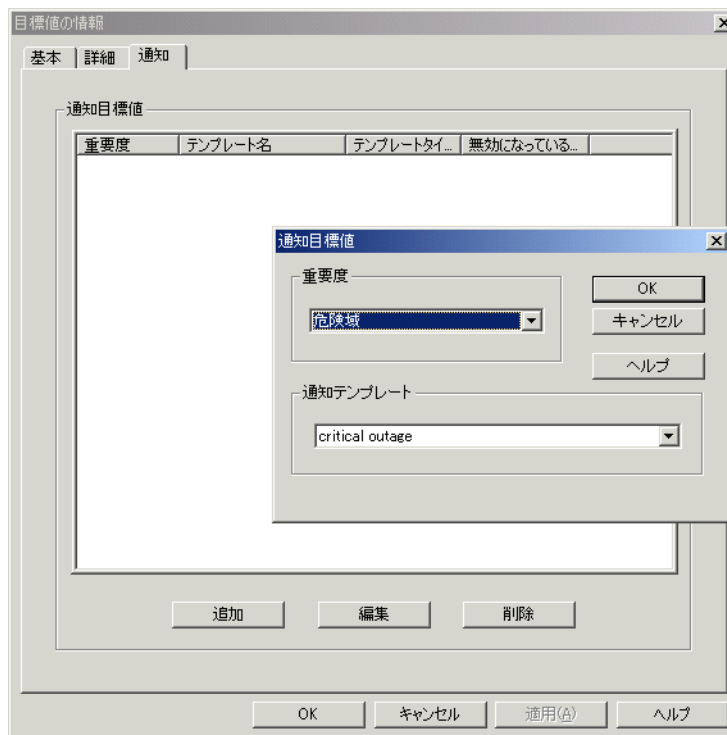 目標値の情報
基本 詳細 通知
通知目標値
重要度 テンプレート名 テンプレートタイ... 無効になっている...
通知目標値
重要度
危険域
OK
キャンセル
ヘルプ
通知テンプレート
critical outage
追加 編集 削除
OK キャンセル 適用(A) ヘルプ